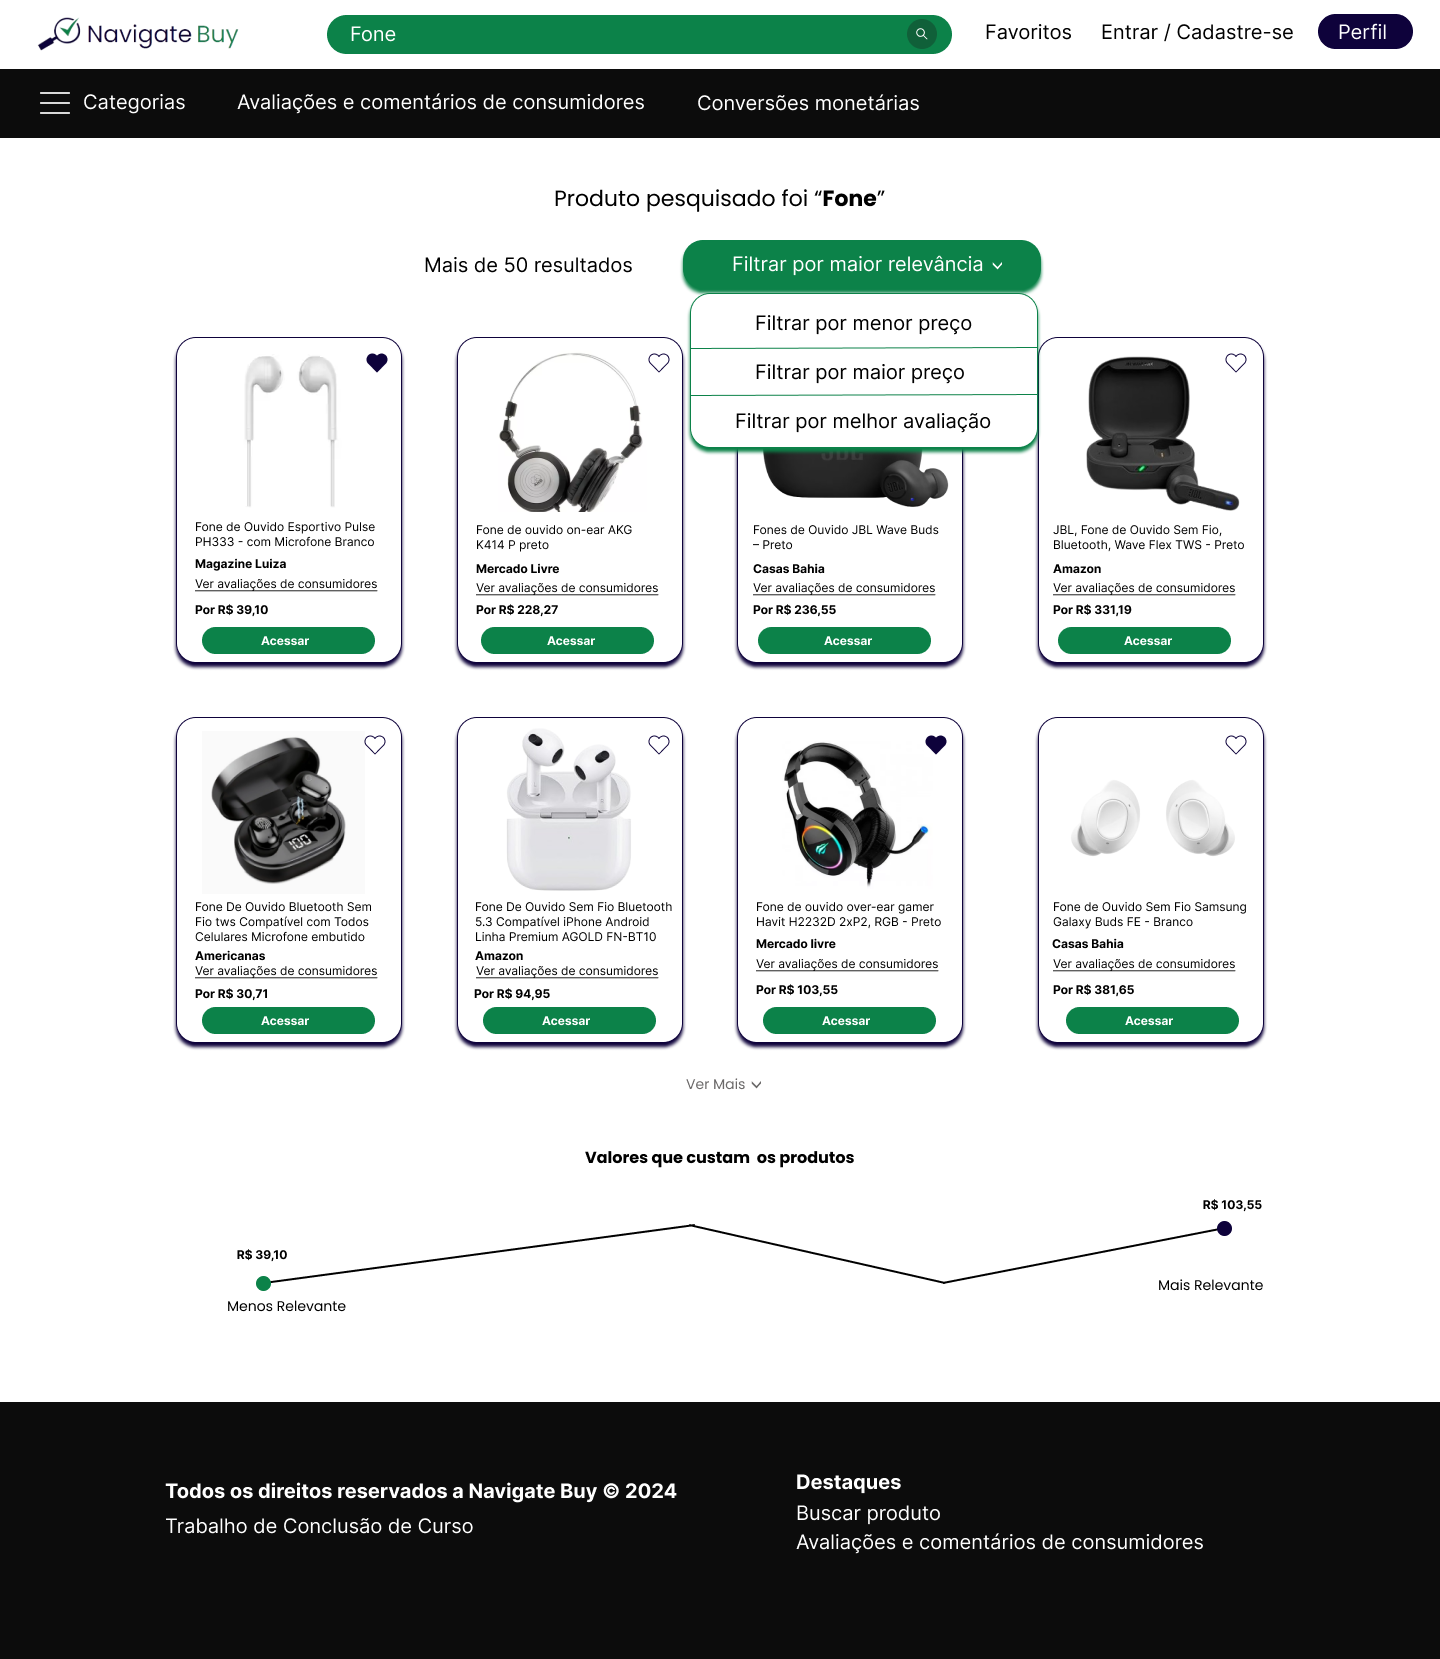 Navigate Buy
Fone
Favoritos
Entrar / Cadastre-se
Perfil
Categorias
Avaliações e comentários de consumidores
Conversões monetárias
Produto pesquisado foi “Fone”
Mais de 50 resultados
Filtrar por maior relevância
Filtrar por menor preço
Filtrar por maior preço
Filtrar por melhor avaliação
Fone de Ouvido Esportivo Pulse
PH333 - com Microfone Branco
Magazine Luiza
Ver avaliações de consumidores
Por R$ 39,10
Acessar
Fone de ouvido on-ear AKG
K414 P preto
Mercado Livre
Ver avaliações de consumidores
Por R$ 228,27
Acessar
JBL
Fones de Ouvido JBL Wave Buds
– Preto
Casas Bahia
Ver avaliações de consumidores
Por R$ 236,55
Acessar
JBL, Fone de Ouvido Sem Fio,
Bluetooth, Wave Flex TWS - Preto
Amazon
Ver avaliações de consumidores
Por R$ 331,19
Acessar
100
Fone De Ouvido Bluetooth Sem
Fio tws Compatível com Todos
Celulares Microfone embutido
Americanas
Ver avaliações de consumidores
Por R$ 30,71
Acessar
Fone De Ouvido Sem Fio Bluetooth
5.3 Compatível iPhone Android
Linha Premium AGOLD FN-BT10
Amazon
Ver avaliações de consumidores
Por R$ 94,95
Acessar
Fone de ouvido over-ear gamer
Havit H2232D 2xP2, RGB - Preto
Mercado livre
Ver avaliações de consumidores
Por R$ 103,55
Acessar
Fone de Ouvido Sem Fio Samsung
Galaxy Buds FE - Branco
Casas Bahia
Ver avaliações de consumidores
Por R$ 381,65
Acessar
Ver Mais
Valores que custam  os produtos
R$ 39,10
Menos Relevante
R$ 103,55
Mais Relevante
Todos os direitos reservados a Navigate Buy © 2024
Trabalho de Conclusão de Curso
Destaques
Buscar produto
Avaliações e comentários de consumidores